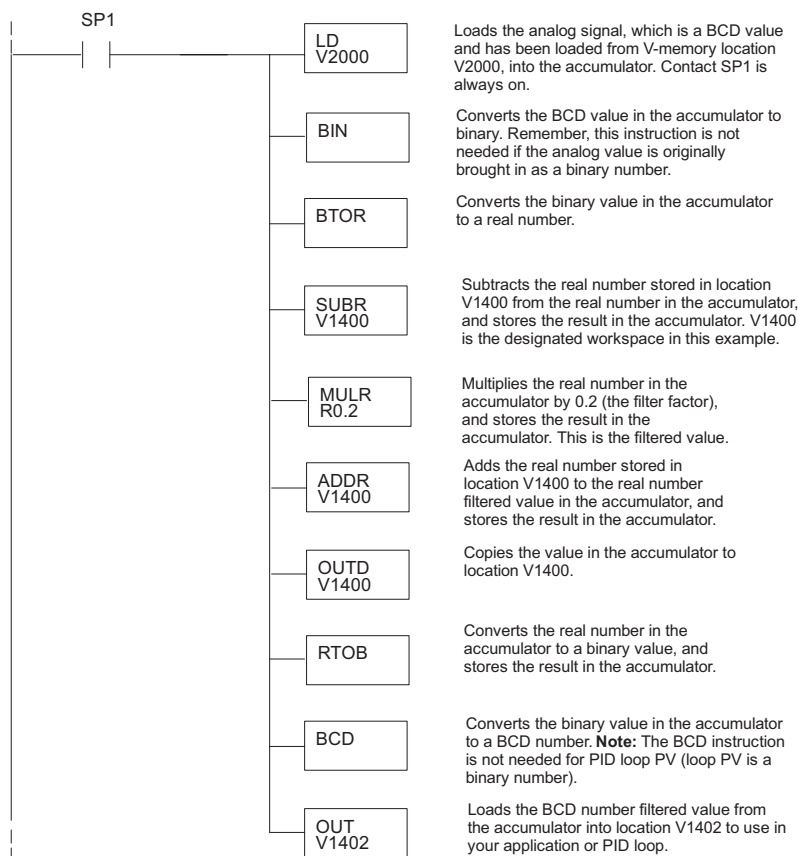 SP1
LD
V2000
Loads the analog signal, which is a BCD value
and has been loaded from V-memory location
V2000, into the accumulator. Contact SP1 is
always on.
BIN
Converts the BCD value in the accumulator to
binary. Remember, this instruction is not
needed if the analog value is originally
brought in as a binary number.
BTOR
Converts the binary value in the accumulator
to a real number.
SUBR
V1400
Subtracts the real number stored in location
V1400 from the real number in the accumulator,
and stores the result in the accumulator. V1400
is the designated workspace in this example.
MULR
R0.2
Multiplies the real number in the
accumulator by 0.2 (the filter factor),
and stores the result in the
accumulator. This is the filtered value.
ADDR
V1400
Adds the real number stored in
location V1400 to the real number
filtered value in the accumulator, and
stores the result in the accumulator.
OUTD
V1400
Copies the value in the accumulator to
location V1400.
RTOB
Converts the real number in the
accumulator to a binary value, and
stores the result in the accumulator.
BCD
Converts the binary value in the accumulator
to a BCD number. Note: The BCD instruction
is not needed for PID loop PV (loop PV is a
binary number).
OUT
V1402
Loads the BCD number filtered value from
the accumulator into location V1402 to use in
your application or PID loop.